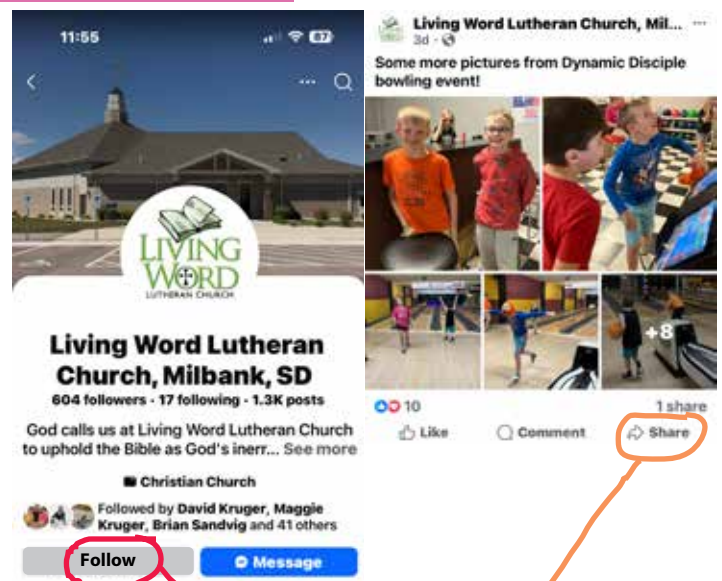 11:55
87
LIVING
WORD
LUTHERAN CHURCH
Living Word Lutheran
Church, Milbank, SD
604 followers • 17 following • 1.3K posts
God calls us at Living Word Lutheran Church
to uphold the Bible as God's inerr... See more
Christian Church
Followed by David Kruger, Maggie
Kruger, Brian Sandvig and 41 others
Follow
Message
Living Word Lutheran Church, Mil... ...
3d
Some more pictures from Dynamic Disciple
bowling event!
+8
10
1 share
Like
Comment
Share